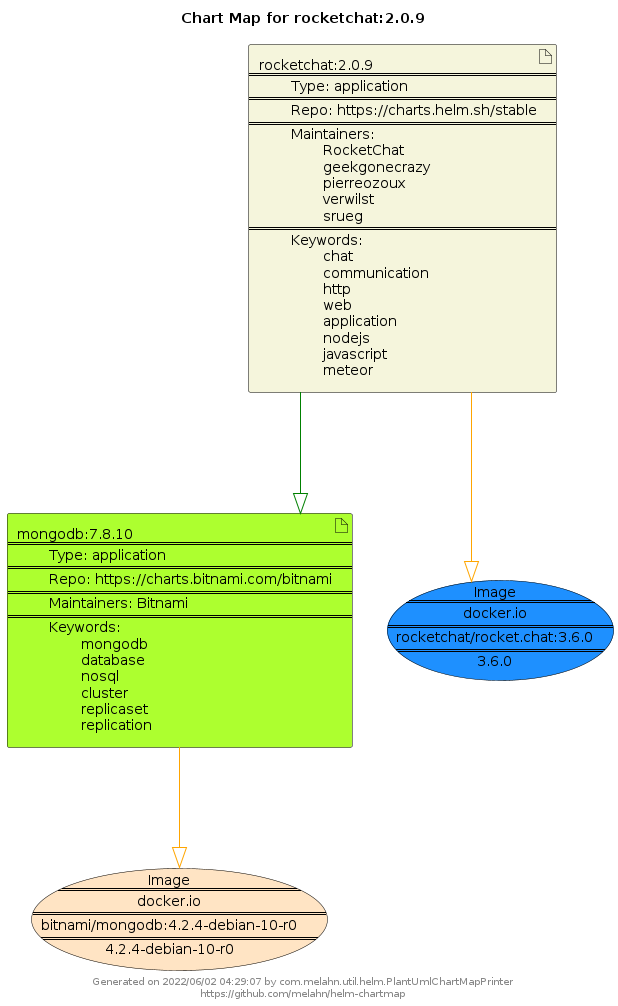 Chart Map for rocketchat:2.0.9
rocketchat:2.0.9
Type: application
Repo: https://charts.helm.sh/stable
Maintainers:
RocketChat
geekgonecrazy
pierreozoux
verwilst
srueg
Keywords:
chat
communication
http
web
application
nodejs
javascript
meteor
mongodb:7.8.10
Type: application
Repo: https://charts.bitnami.com/bitnami
Maintainers: Bitnami
Keywords:
mongodb
database
nosql
cluster
replicaset
replication
Image
docker.io
rocketchat/rocket.chat:3.6.0
3.6.0
Image
docker.io
bitnami/mongodb:4.2.4-debian-10-r0
4.2.4-debian-10-r0
Generated on 2022/06/02 04:29:07 by com.melahn.util.helm.PlantUmlChartMapPrinter
https://github.com/melahn/helm-chartmap